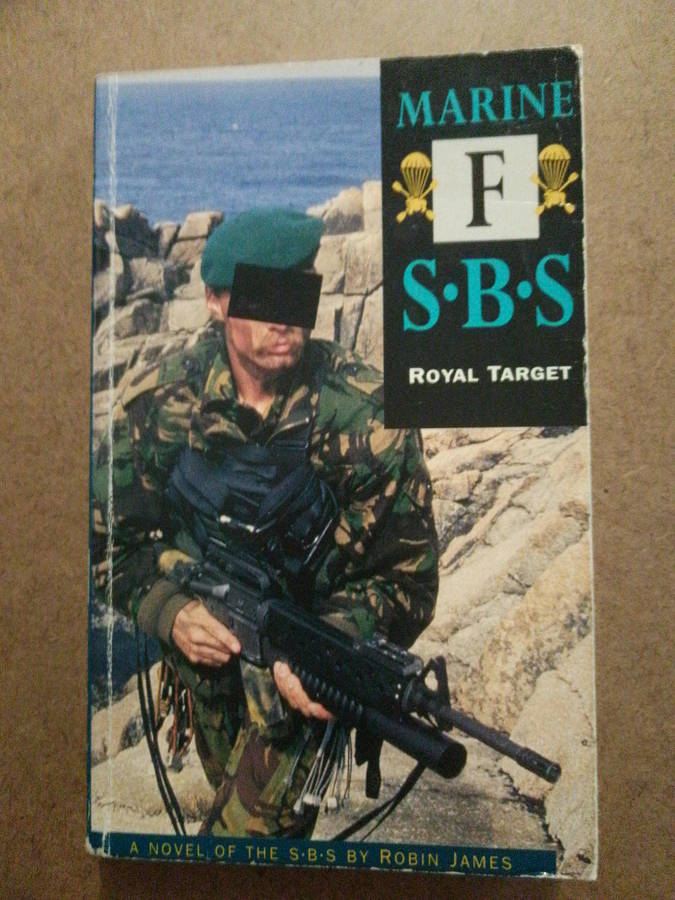 MARINE
F
S•B•S
ROYAL TARGET
A NOVEL OF THE S•B•S BY ROBIN JAMES